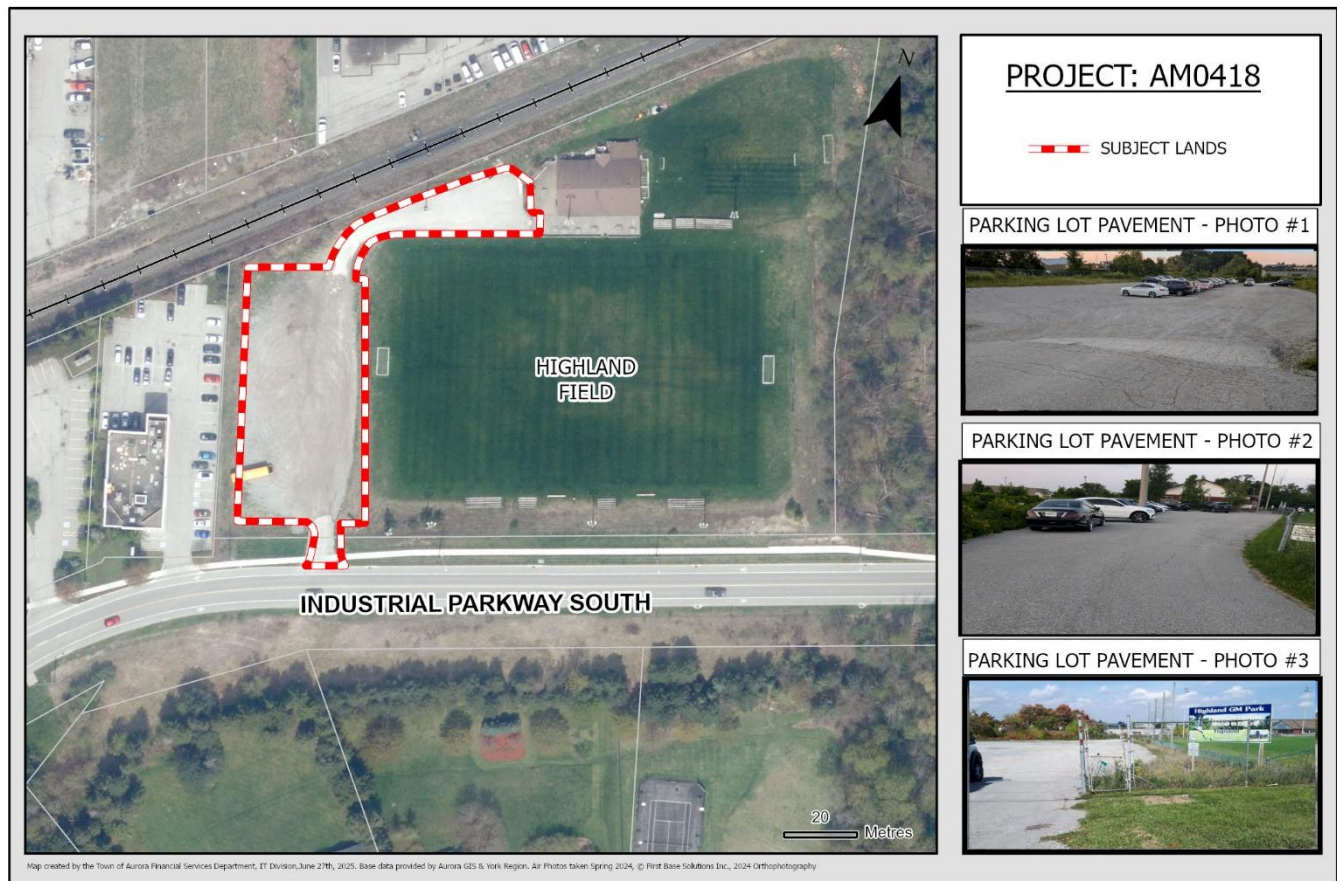 PROJECT: AM0418
SUBJECT LANDS
N
HIGHLAND
FIELD
INDUSTRIAL PARKWAY SOUTH
20
Metres
PARKING LOT PAVEMENT - PHOTO #1
PARKING LOT PAVEMENT - PHOTO #2
PARKING LOT PAVEMENT - PHOTO #3
Highland GM Park
Map created by the Town of Aurora Financial Services Department, IT Division,June 27th, 2025. Base data provided by Aurora GIS & York Region. Air Photos taken Spring 2024, © First Base Solutions Inc., 2024 Orthophotography